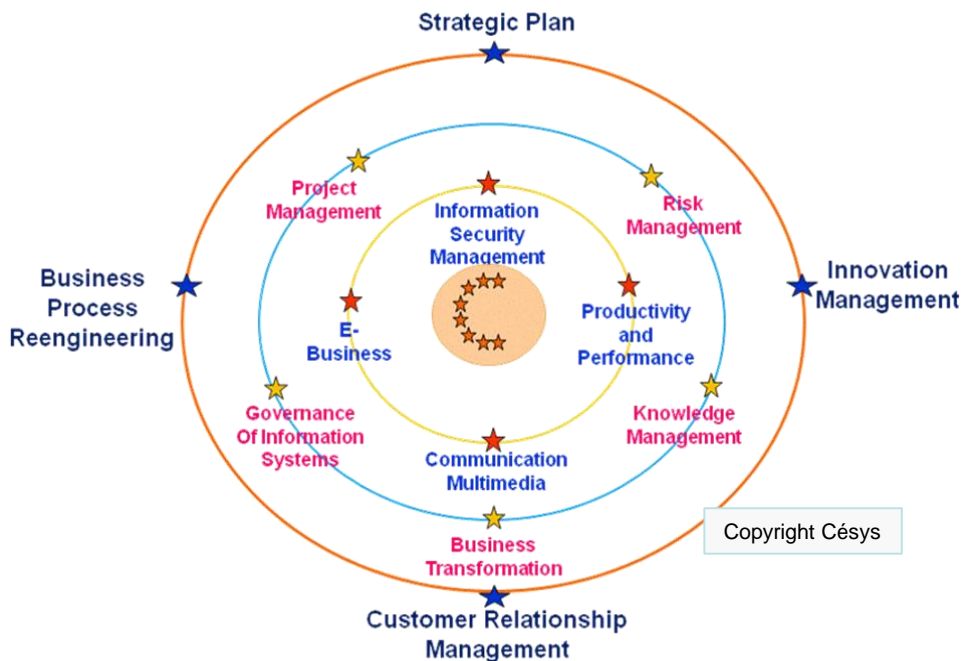 Strategic Plan
Project
Management
Risk
Management
Information
Security
Management
Business
Process
Reengineering
Innovation
Management
E-
Business
Productivity
and
Performance
Governance
Of Information
Systems
Knowledge
Management
Communication
Multimedia
Copyright Césys
Business
Transformation
Customer Relationship
Management